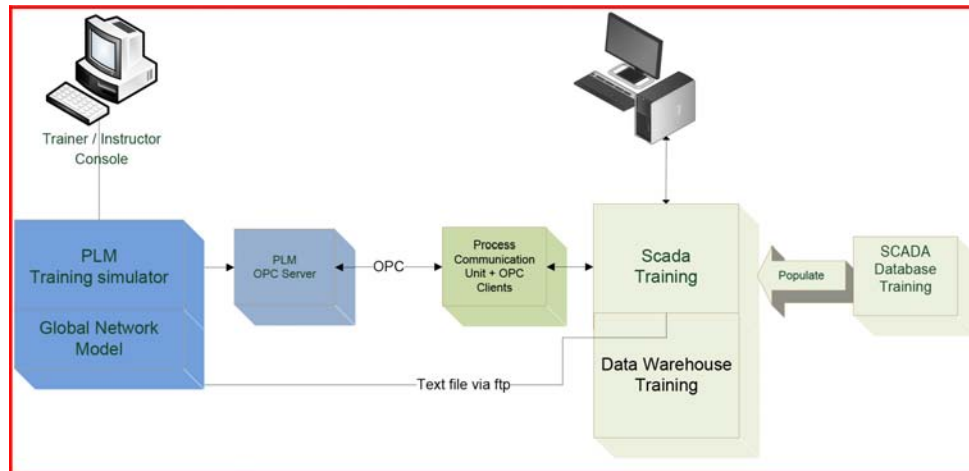 Trainer / Instructor
Console
PLM
Training simulator
Global Network
Model
PLM
OPC Server
OPC
Process
Communication
Unit + OPC
Clients
Scada
Training
Data Warehouse
Training
Populate
SCADA
Database
Training
Text file via ftp